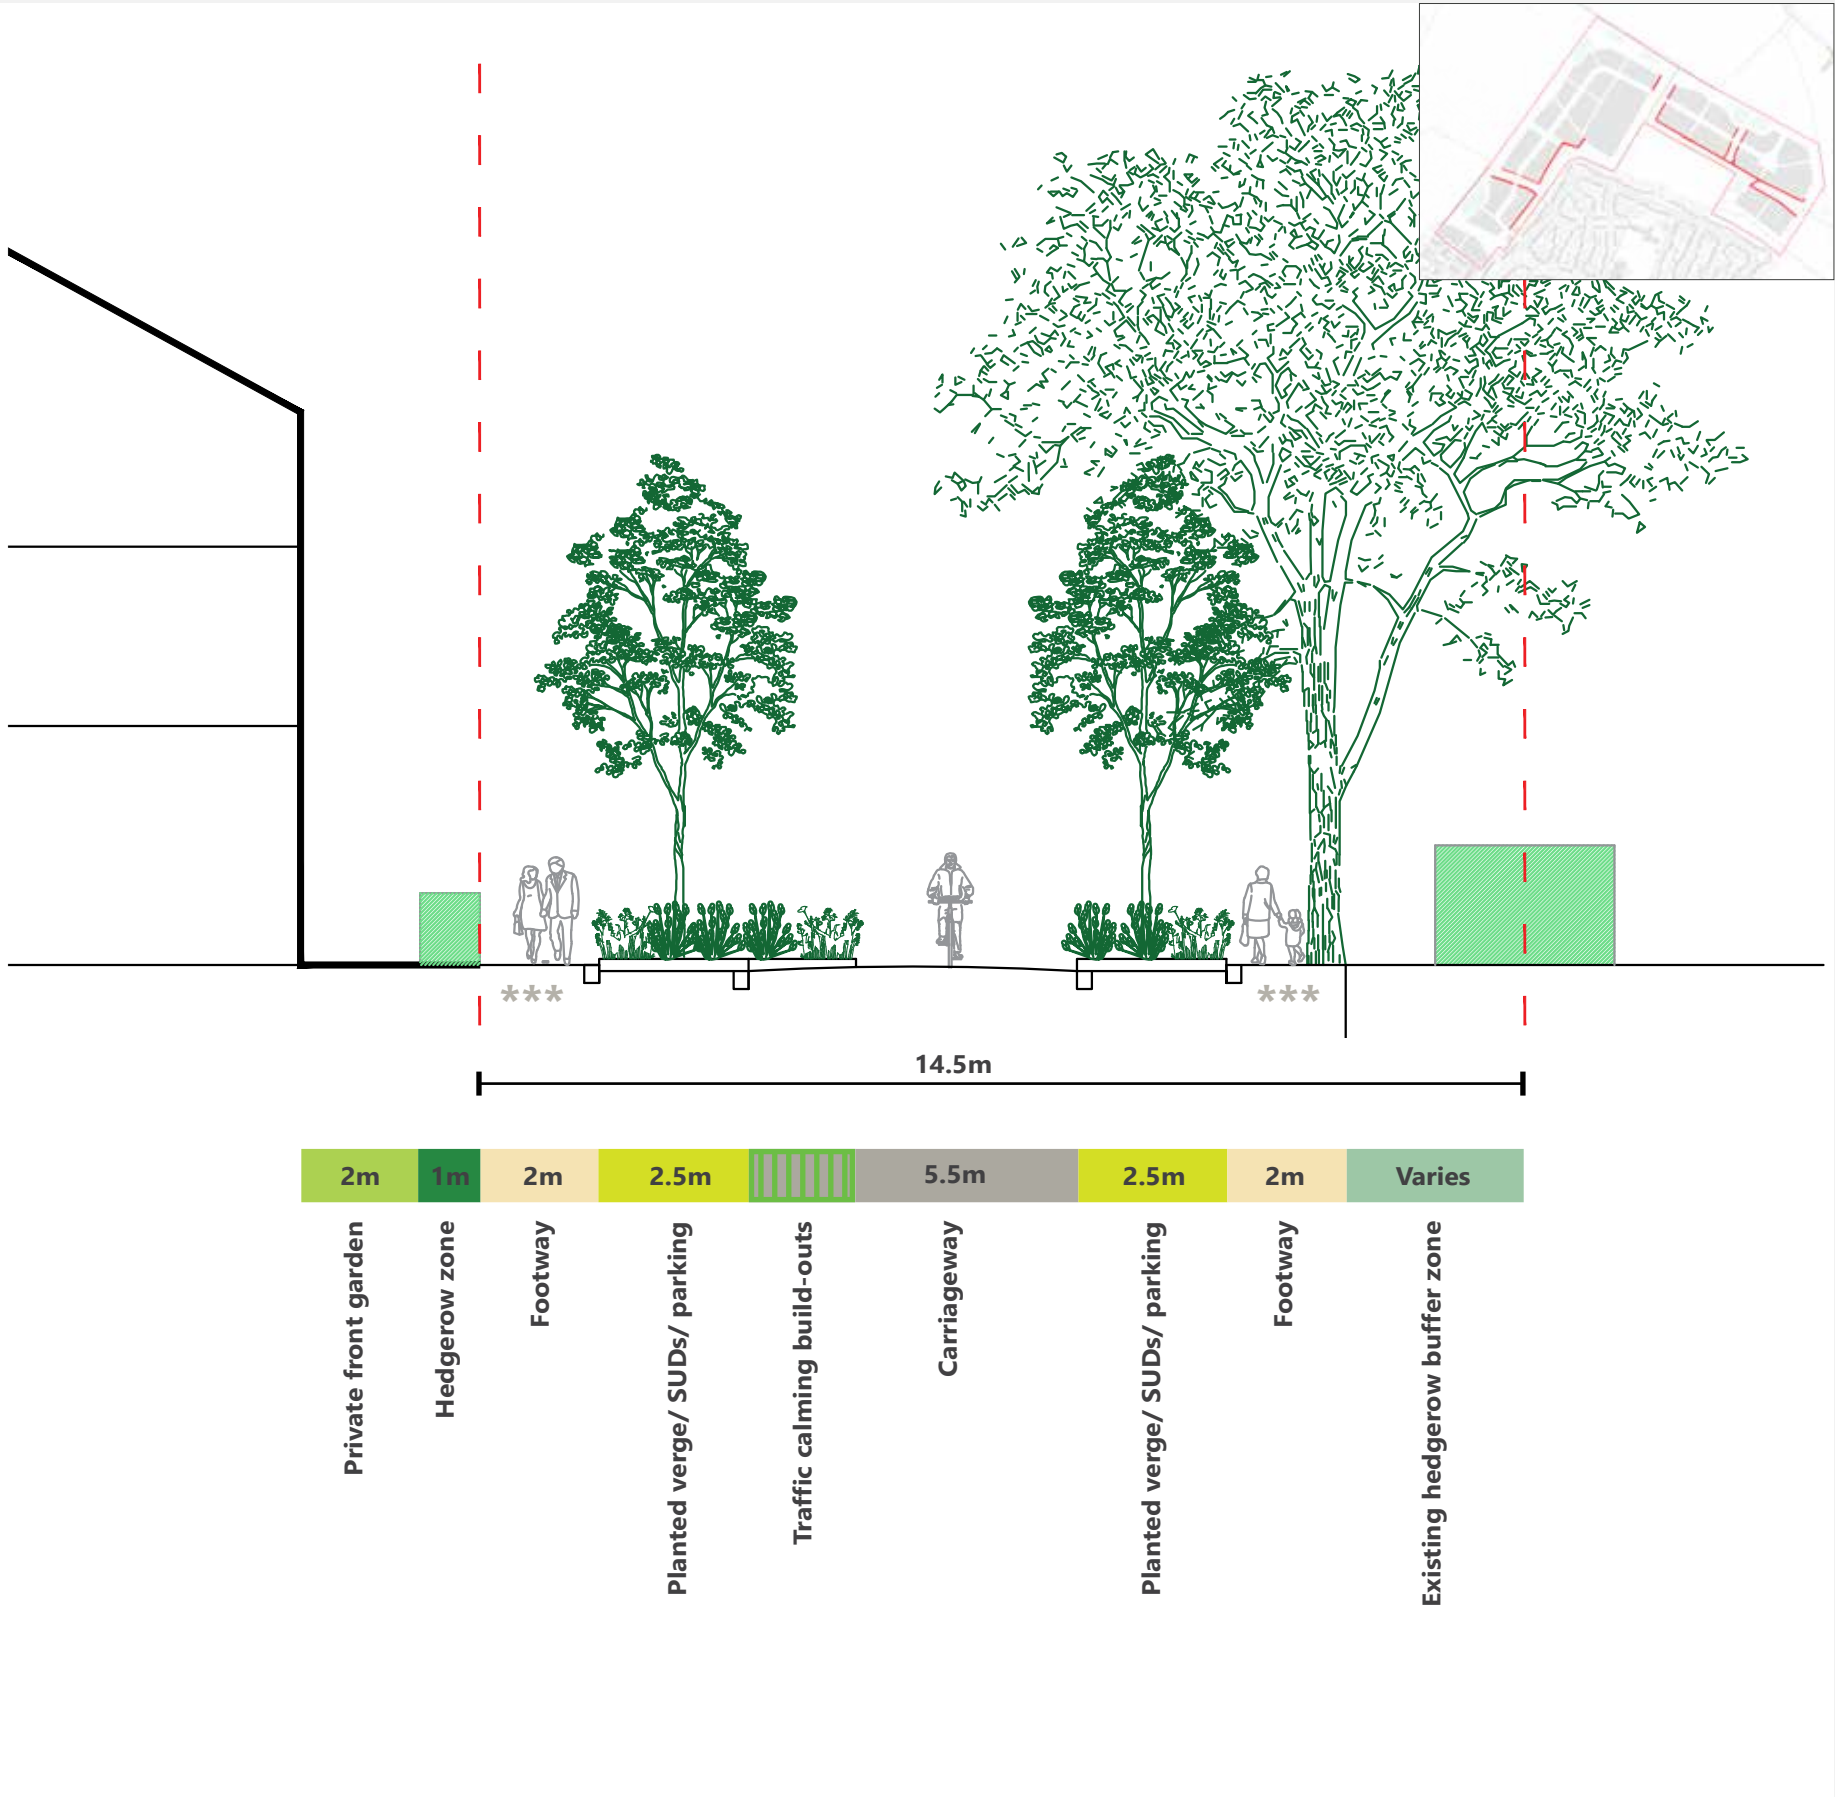 *** ***
14.5m
2m 1m 2m 2.5m 5.5m 2.5m 2m Varies
Private front garden
Hedgerow zone
Footway
Planted verge/ SUDs/ parking
Traffic calming build-outs
Carriageway
Planted verge/ SUDs/ parking
Footway
Existing hedgerow buffer zone